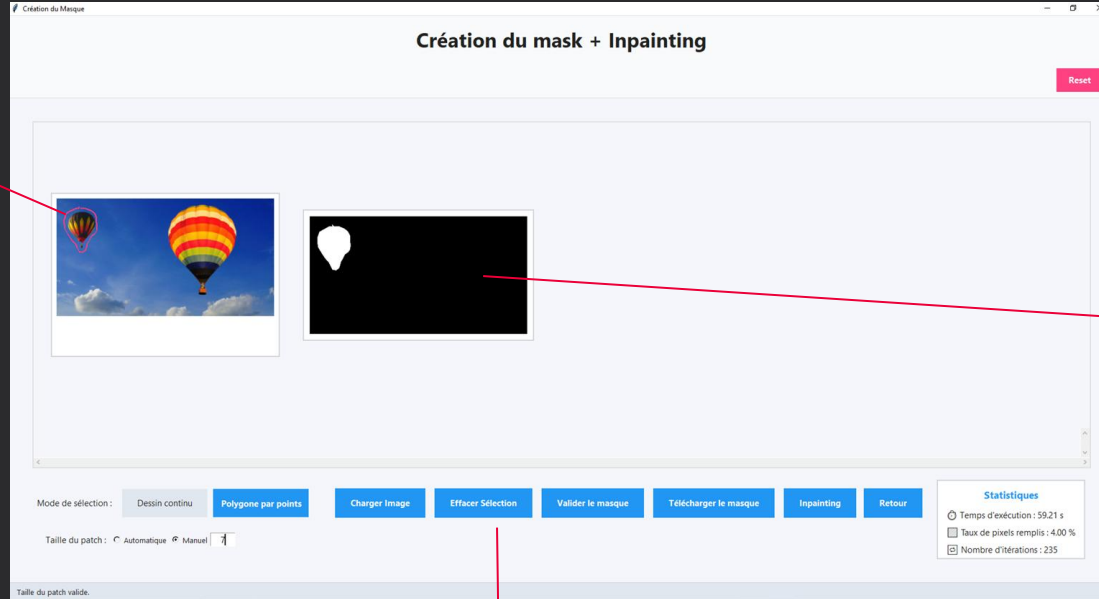 Création du Masque
Création du mask + Inpainting
Reset
Mode de sélection :
Dessin continu
Polygone par points
Charger Image
Effacer Sélection
Valider le masque
Télécharger le masque
Inpainting
Retour
Statistiques
Temps d'exécution : 59.21 s
Taux de pixels remplis : 4.00 %
Nombre d'itérations : 235
Taille du patch : Automatique Manuel 7
Taille du patch valide.